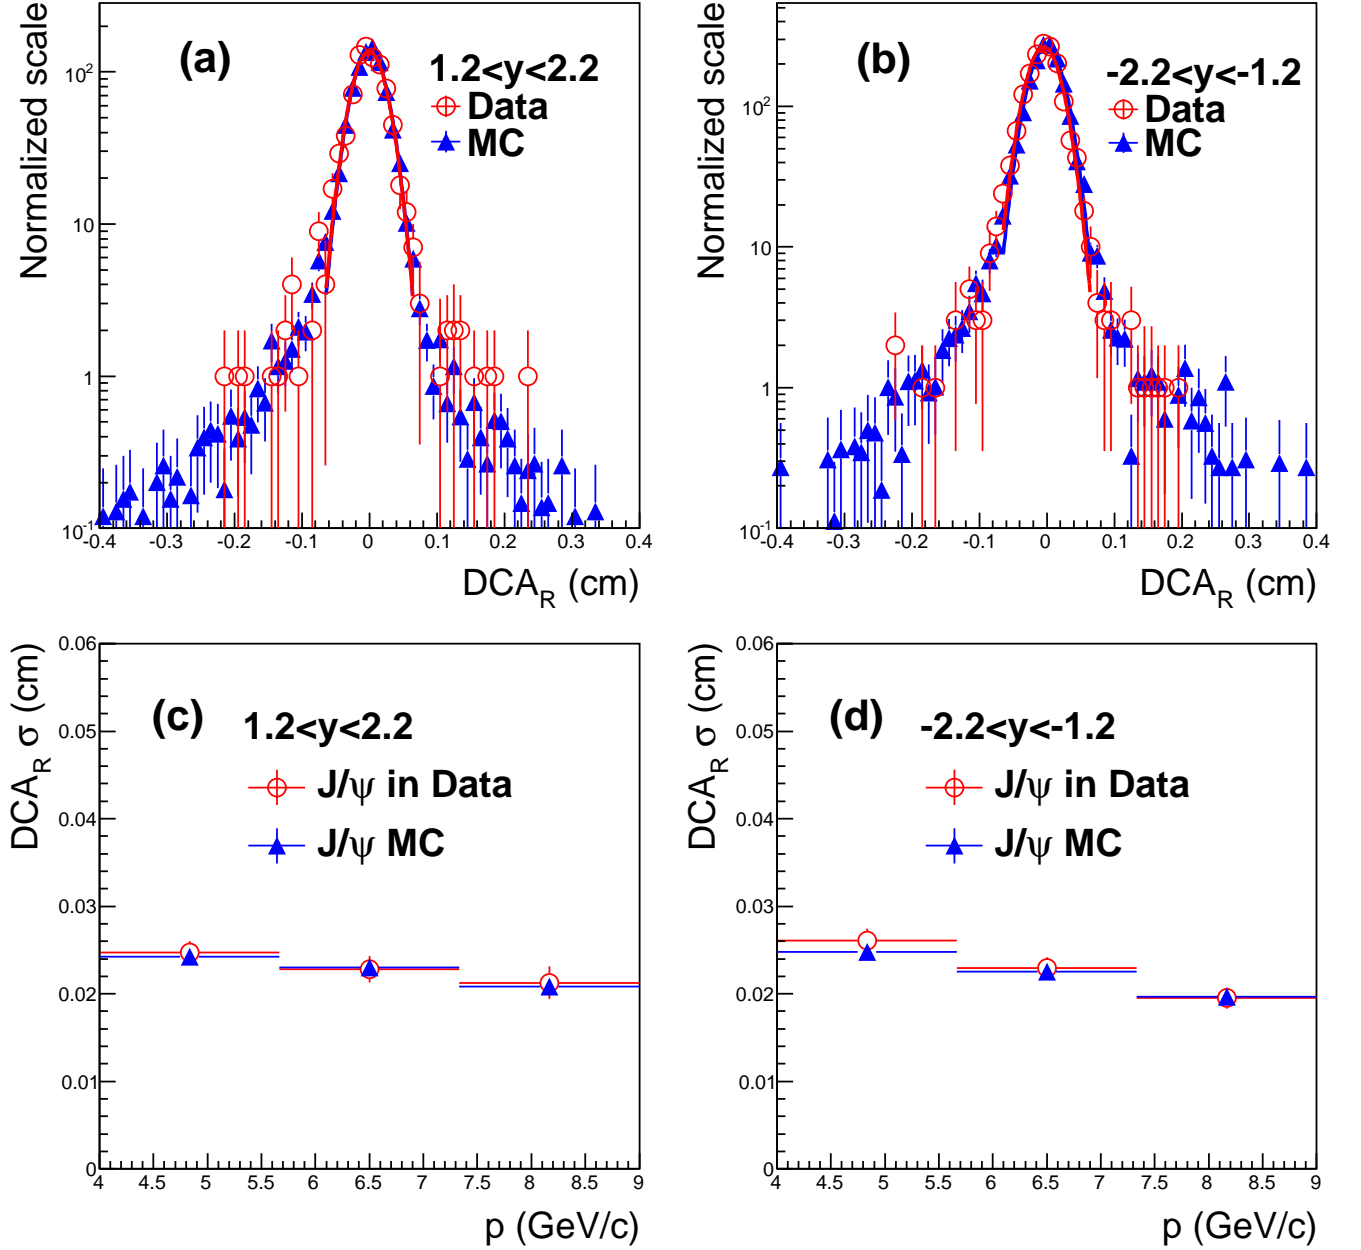 Normalized scale
(a)
1.2<y<2.2
Data
MC
10²
10
1
10⁻¹
-0.4 -0.3 -0.2 -0.1 0 0.1 0.2 0.3 0.4
DCA_R (cm)
Normalized scale
(b)
-2.2<y<-1.2
Data
MC
10²
10
1
10⁻¹
-0.4 -0.3 -0.2 -0.1 0 0.1 0.2 0.3 0.4
DCA_R (cm)
DCA_R σ (cm)
(c)
1.2<y<2.2
J/ψ in Data
J/ψ MC
0.06
0.05
0.04
0.03
0.02
0.01
0
4 4.5 5 5.5 6 6.5 7 7.5 8 8.5 9
p (GeV/c)
DCA_R σ (cm)
(d)
-2.2<y<-1.2
J/ψ in Data
J/ψ MC
0.06
0.05
0.04
0.03
0.02
0.01
0
4 4.5 5 5.5 6 6.5 7 7.5 8 8.5 9
p (GeV/c)